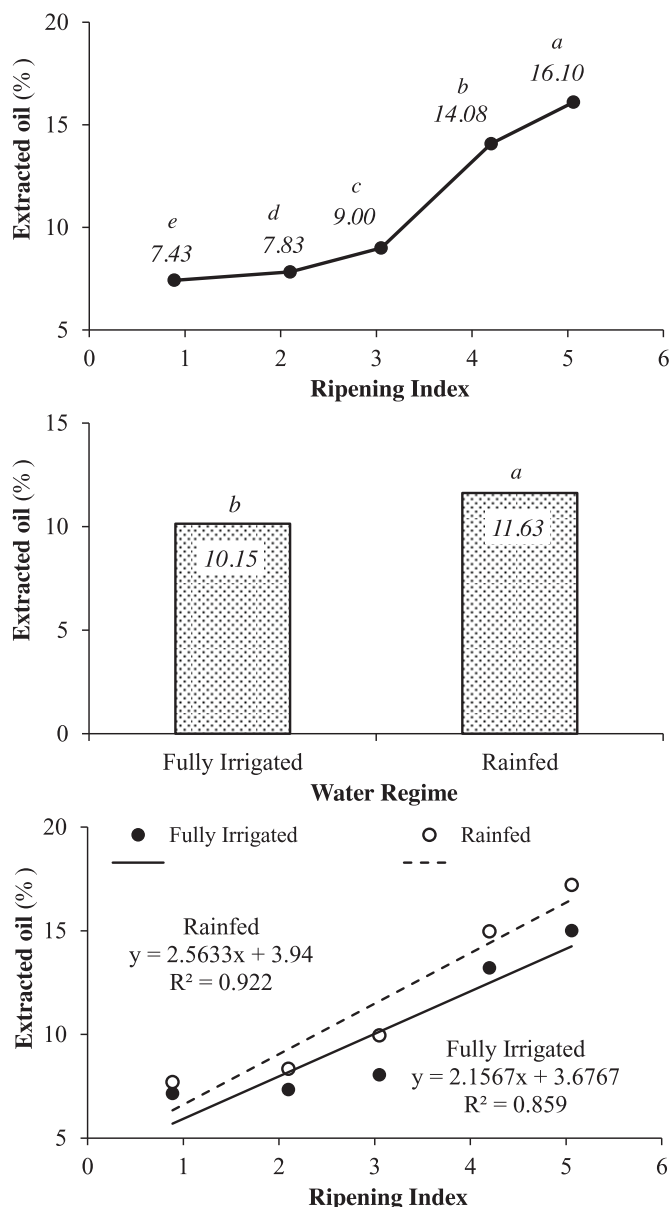 20
a
16.10
b
14.08
15
Extracted oil (%)
c
9.00
d
7.83
e
7.43
10
5
0 1 2 3 4 5 6
Ripening Index
15
b
a
11.63
10.15
10
Extracted oil (%)
5
0
Fully Irrigated Rainfed
Water Regime
20
Fully Irrigated Rainfed
15
Rainfed
y = 2.5633x + 3.94
R² = 0.922
Extracted oil (%)
10
Fully Irrigated
y = 2.1567x + 3.6767
R² = 0.859
5
0 1 2 3 4 5 6
Ripening Index